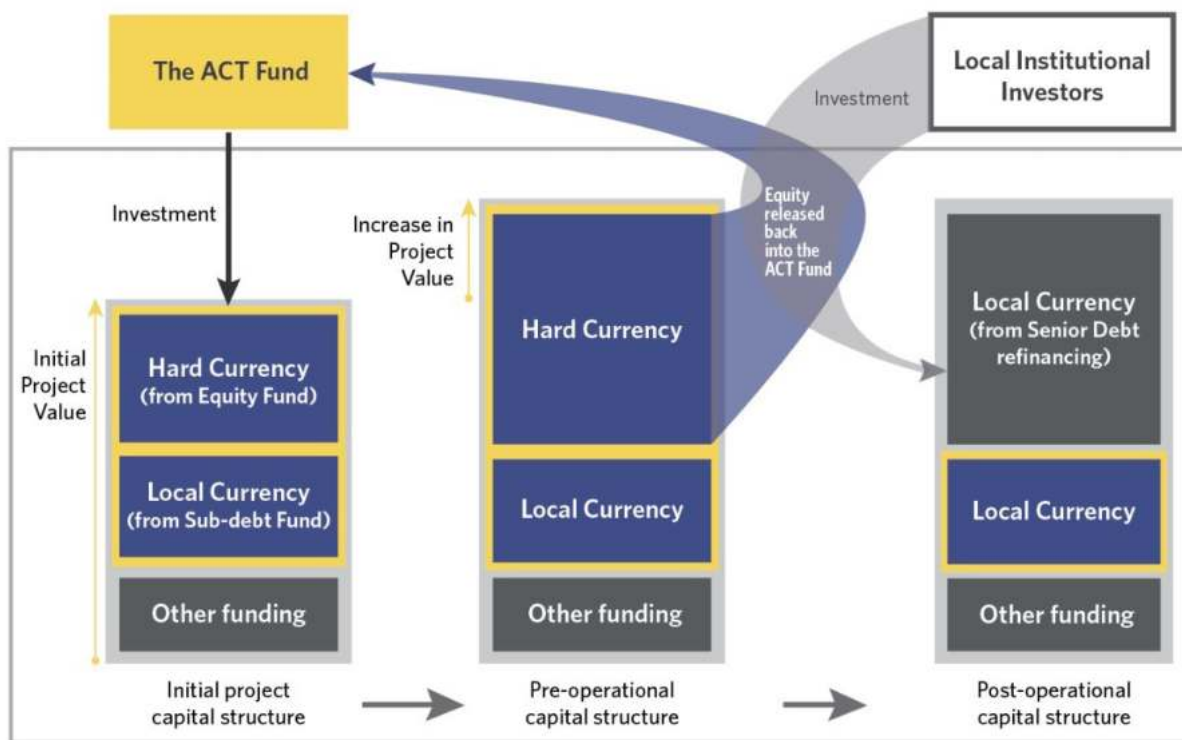 The ACT Fund
Local Institutional
Investors
Investment
Investment
Equity
released
back
into the
ACT Fund
Increase in
Project
Value
Initial
Project
Value
Hard Currency
(from Equity Fund)
Local Currency
(from Sub-debt Fund)
Other funding
Hard Currency
Local Currency
Other funding
Local Currency
(from Senior Debt
refinancing)
Local Currency
Other funding
Initial project
capital structure
Pre-operational
capital structure
Post-operational
capital structure